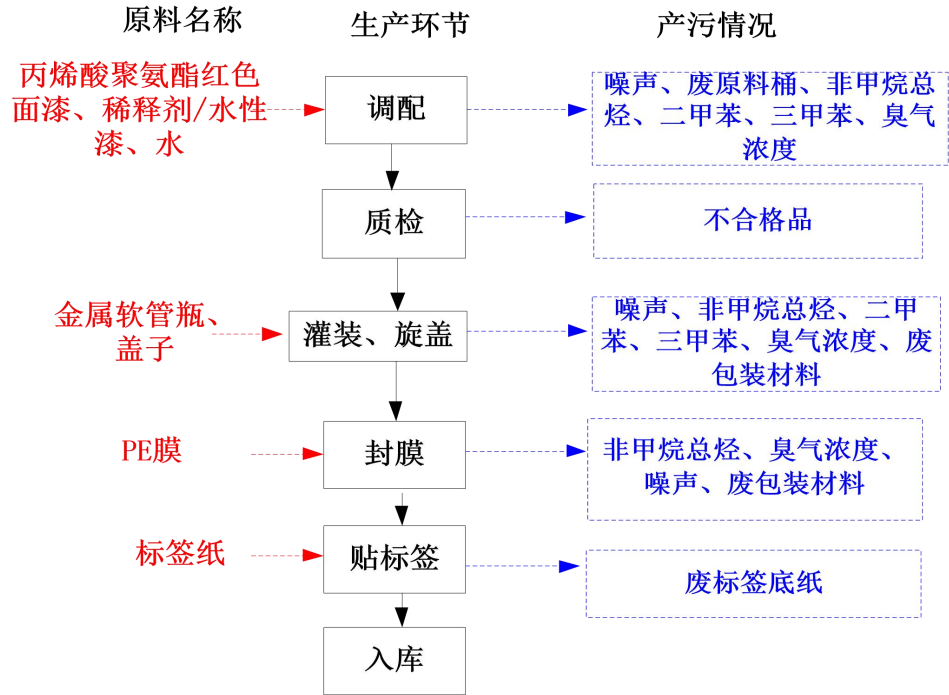 原料名称
生产环节
产污情况
丙烯酸聚氨酯红色
面漆、稀释剂/水性
漆、水
调配
噪声、废原料桶、非甲烷总
烃、二甲苯、三甲苯、臭气
浓度
质检
不合格品
金属软管瓶、
盖子
灌装、旋盖
噪声、非甲烷总烃、二甲
苯、三甲苯、臭气浓度、废
包装材料
PE膜
封膜
非甲烷总烃、臭气浓度、
噪声、废包装材料
标签纸
贴标签
废标签底纸
入库